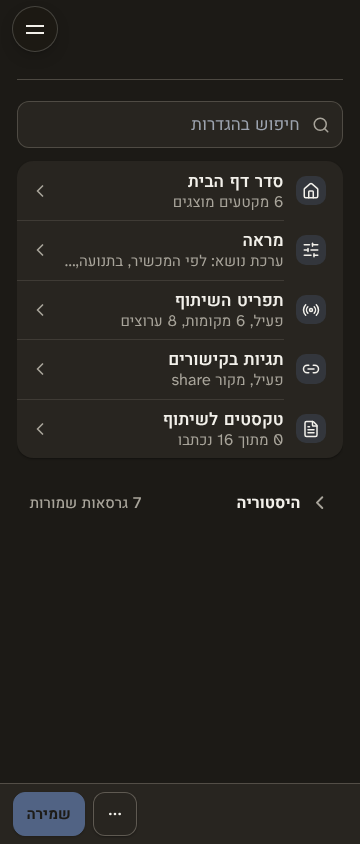 חיפוש בהגדרות
סדר דף הבית
6 מקטעים מוצגים
מראה
ערכת נושא: לפי המכשיר, בתנועה,...
תפריט השיתוף
פעיל, 6 מקומות, 8 ערוצים
תגיות בקישורים
פעיל, מקור share
טקסטים לשיתוף
0 מתוך 16 נכתבו
היסטוריה
7 גרסאות שמורות
שמירה